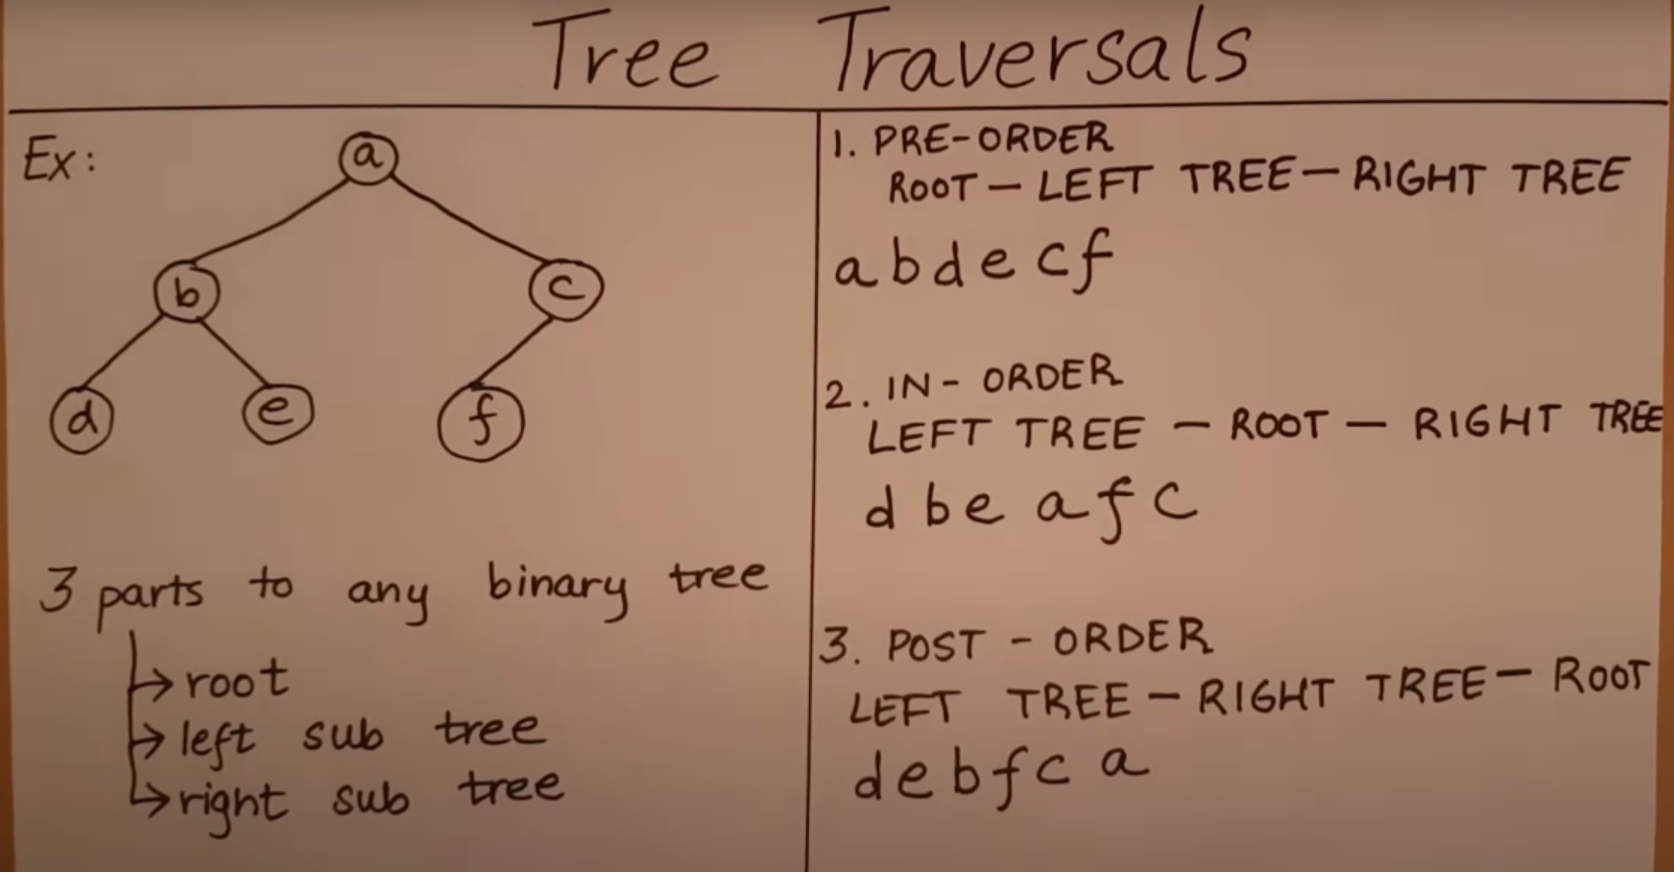 Tree Traversals
Ex:
a
b
c
d
e
f
3 parts to any binary tree
root
left sub tree
right sub tree
1. PRE-ORDER
ROOT — LEFT TREE — RIGHT TREE
a b d e c f
2. IN - ORDER
LEFT TREE — ROOT — RIGHT TREE
d b e a f c
3. POST - ORDER
LEFT TREE — RIGHT TREE — ROOT
d e b f c a